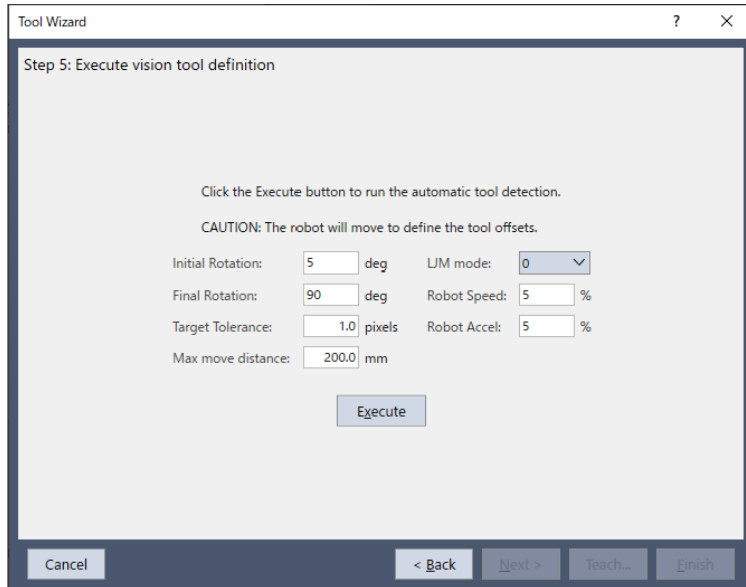 Tool Wizard
?
Step 5: Execute vision tool definition
Click the Execute button to run the automatic tool detection.
CAUTION: The robot will move to define the tool offsets.
Initial Rotation: 5 deg LJM mode: 0
Final Rotation: 90 deg Robot Speed: 5 %
Target Tolerance: 1.0 pixels Robot Accel: 5 %
Max move distance: 200.0 mm
Execute
Cancel < Back Next > Teach... Finish